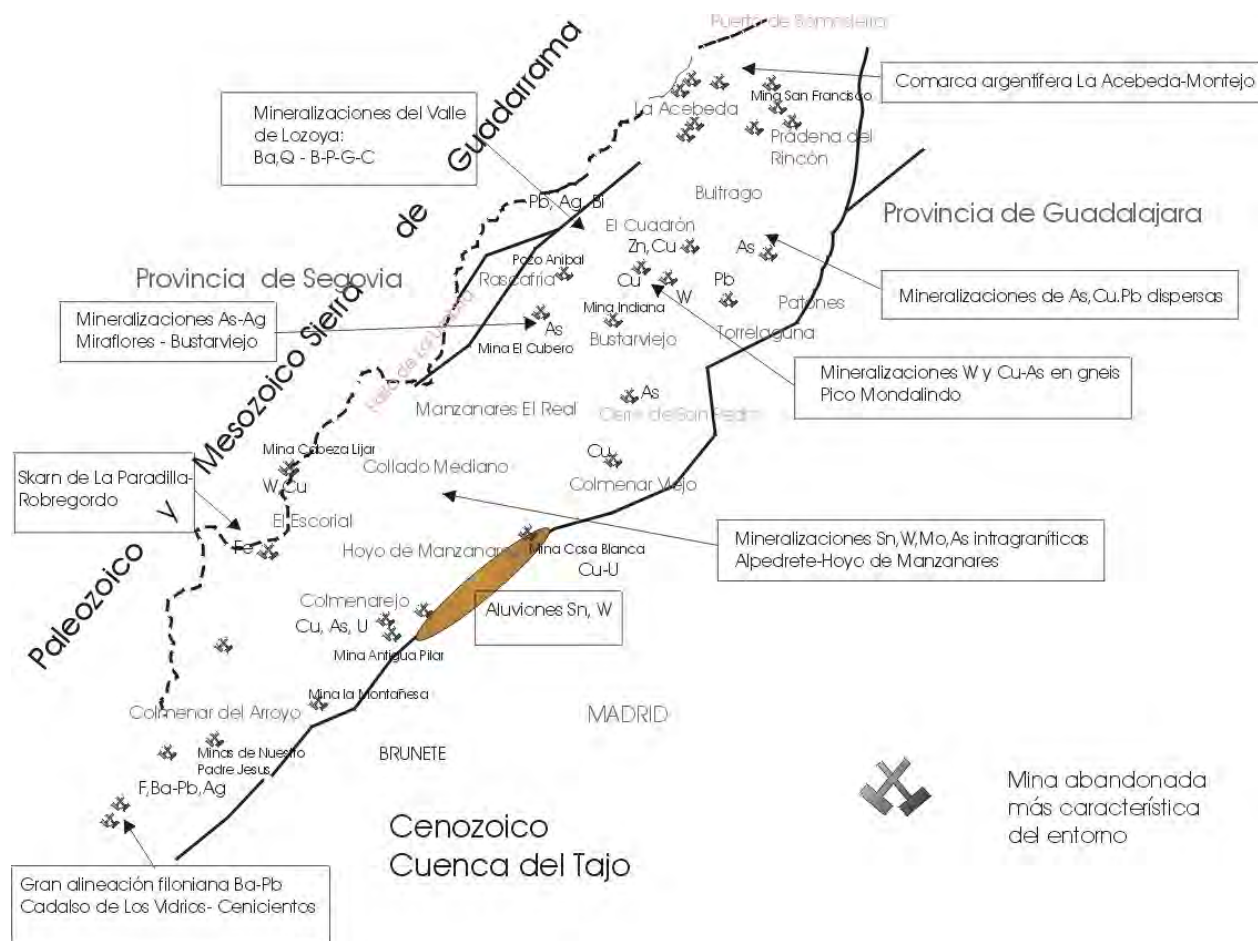 Puerto de Somosierra
Comarca argentífera La Acebeda-Montejo
Mineralizaciones del Valle
de Lozoya:
Ba,Q - B-P-G-C
Mina San Francisco
La Acebeda
Pradena del
Rincón
Paleozoico y Mesozoico Sierra de Guadarrama
Buitrago
Pb, Ag, Bi
Provincia de Guadalajara
El Cuadrón
Zn,Cu
As
Pozo Anibal
Provincia de Segovia
Rascafría
Cu
W
Pb
Patones
Mineralizaciones de As,Cu.Pb dispersas
Mineralizaciones As-Ag
Miraflores - Bustarviejo
As
Mina Indiana
Bustarviejo
Torrelaguna
Mina El Cubero
Falla de
Mineralizaciones W y Cu-As en gneis
Pico Mondalindo
As
Manzanares El Real
Cerro de San Pedro
Mina Cabeza Lijar
Cu
Collado Mediano
Skarn de La Paradilla-
Robregordo
W,Cu
Colmenar Viejo
El Escorial
Fe
Hoyo de Manzanares
Mina Casa Blanca
Cu-U
Mineralizaciones Sn,W,Mo,As intragraníticas
Alpedrete-Hoyo de Manzanares
Colmenarejo
Aluviones Sn, W
Cu, As, U
Mina Antigua Pilar
Mina la Montañesa
Colmenar del Arroyo
MADRID
Minas de Nuestro
Padre Jesus
BRUNETE
F,Ba-Pb,Ag
Mina abandonada
más característica
del entorno
Cenozoico
Cuenca del Tajo
Gran alineación filoniana Ba-Pb
Cadalso de Los Vidrios- Cenicientos